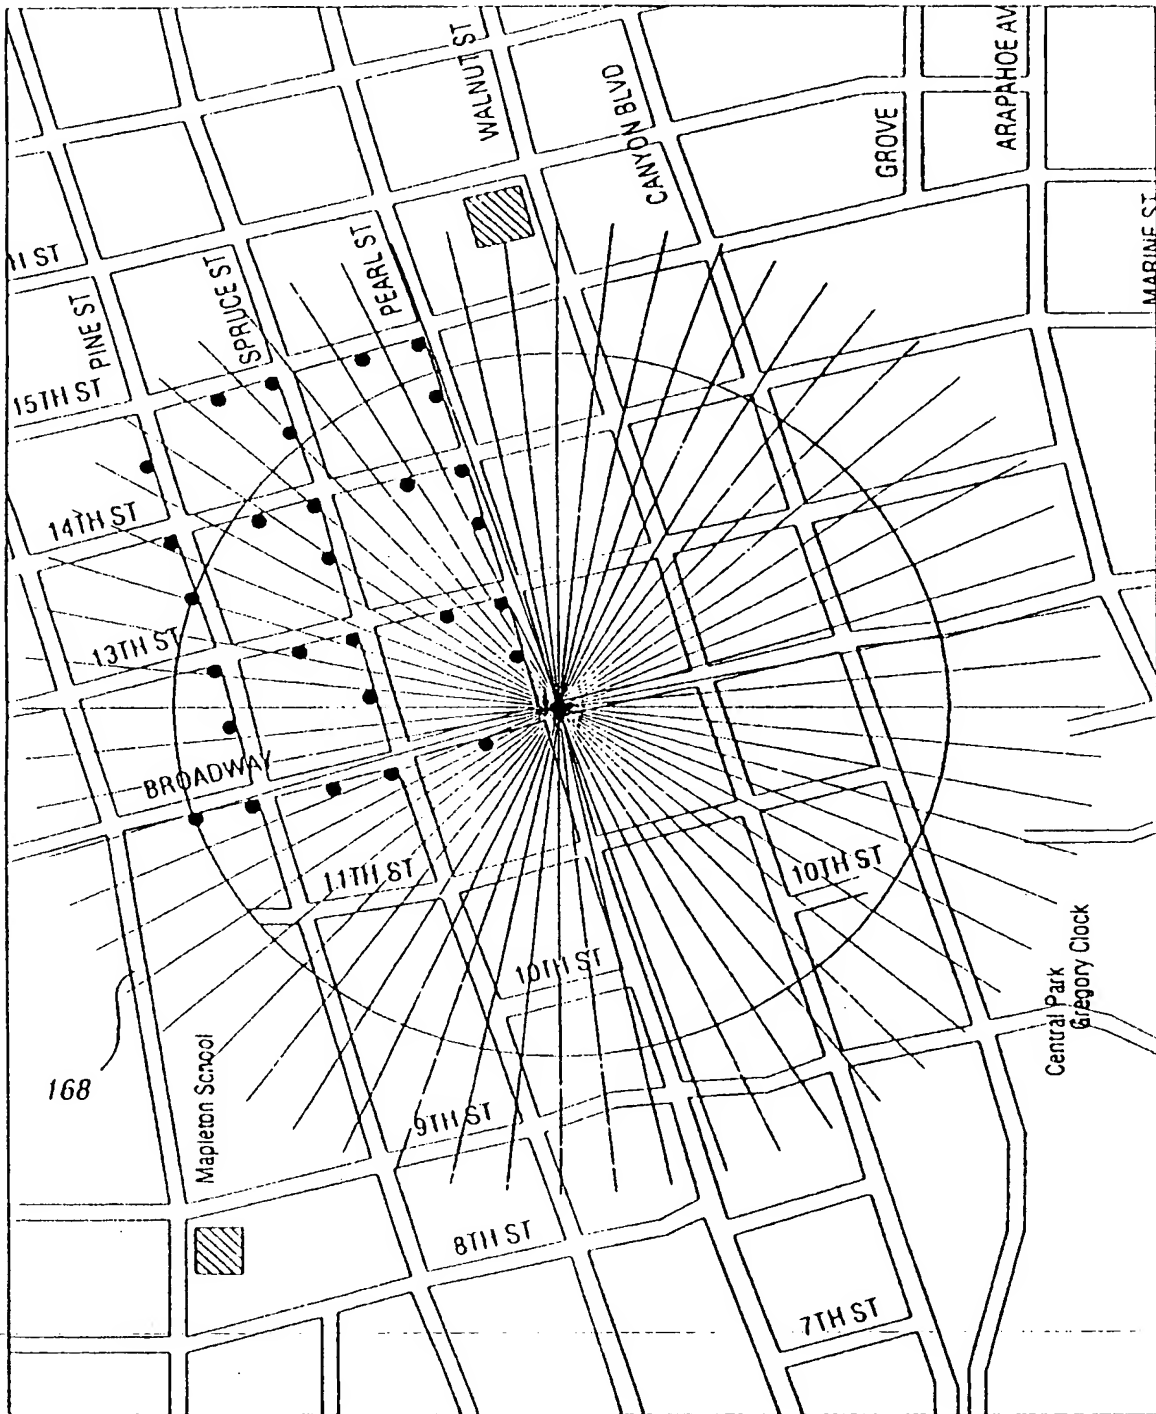 WALNUT ST
CANYON BLVD
GROVE
ARAPAHOE AV
MARINE ST
PEARL ST
SPRUCE ST
PINE ST
15TH ST
14TH ST
13TH ST
BROADWAY
11TH ST
10TH ST
10TH ST
Central Park
Gregory Clock
168
Mapleton School
9TH ST
8TH ST
7TH ST